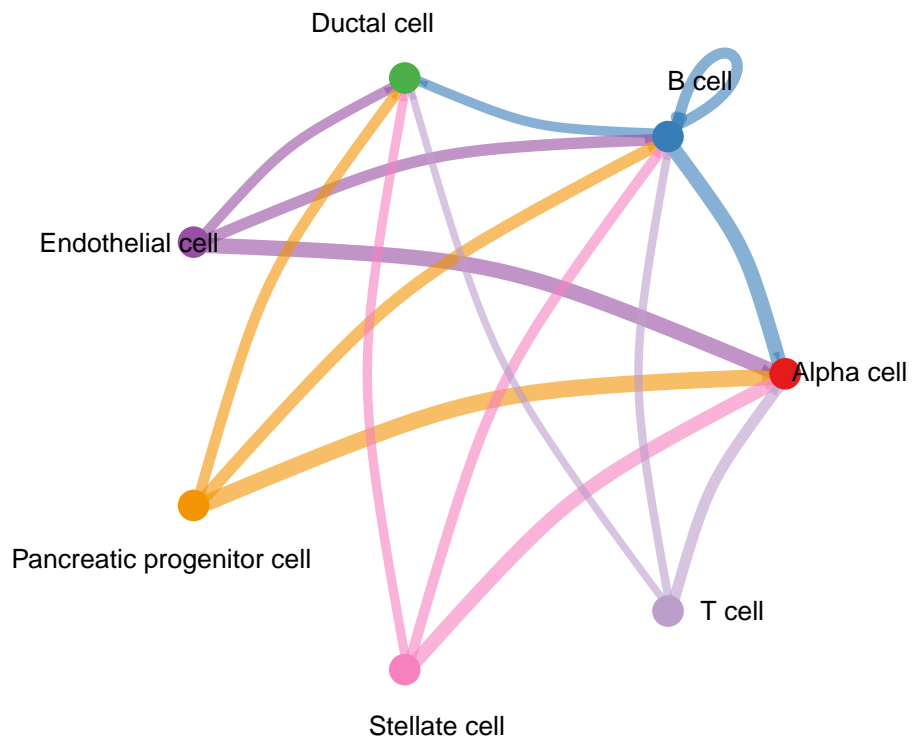 Ductal cell
B cell
Endothelial cell
Alpha cell
Pancreatic progenitor cell
T cell
Stellate cell